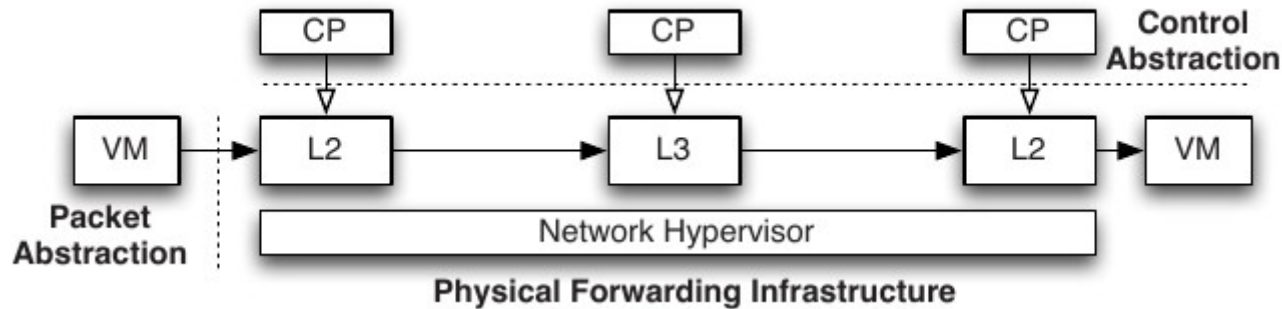 CP
CP
CP
Control
Abstraction
VM
L2
L3
L2
VM
Packet
Abstraction
Network Hypervisor
Physical Forwarding Infrastructure